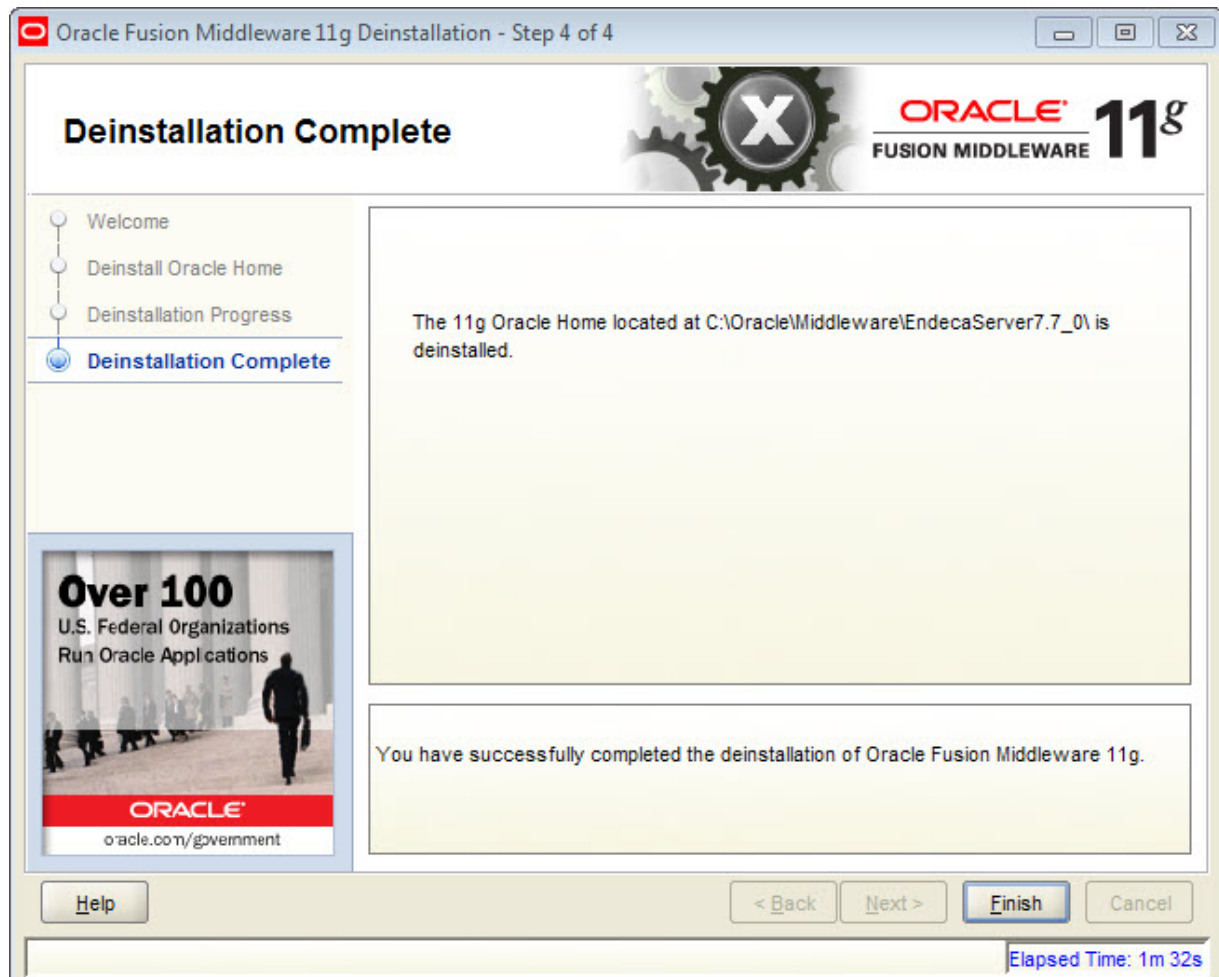 Oracle Fusion Middleware 11g Deinstallation - Step 4 of 4
Deinstallation Complete
X
ORACLE®
FUSION MIDDLEWARE
11g
Welcome
Deinstall Oracle Home
Deinstallation Progress
Deinstallation Complete
The 11g Oracle Home located at C:\Oracle\Middleware\EndecaServer7.7_0\ is
deinstalled.
Over 100
U.S. Federal Organizations
Run Oracle Applications
ORACLE®
oracle.com/government
You have successfully completed the deinstallation of Oracle Fusion Middleware 11g.
Help
< Back
Next >
Finish
Cancel
Elapsed Time: 1m 32s